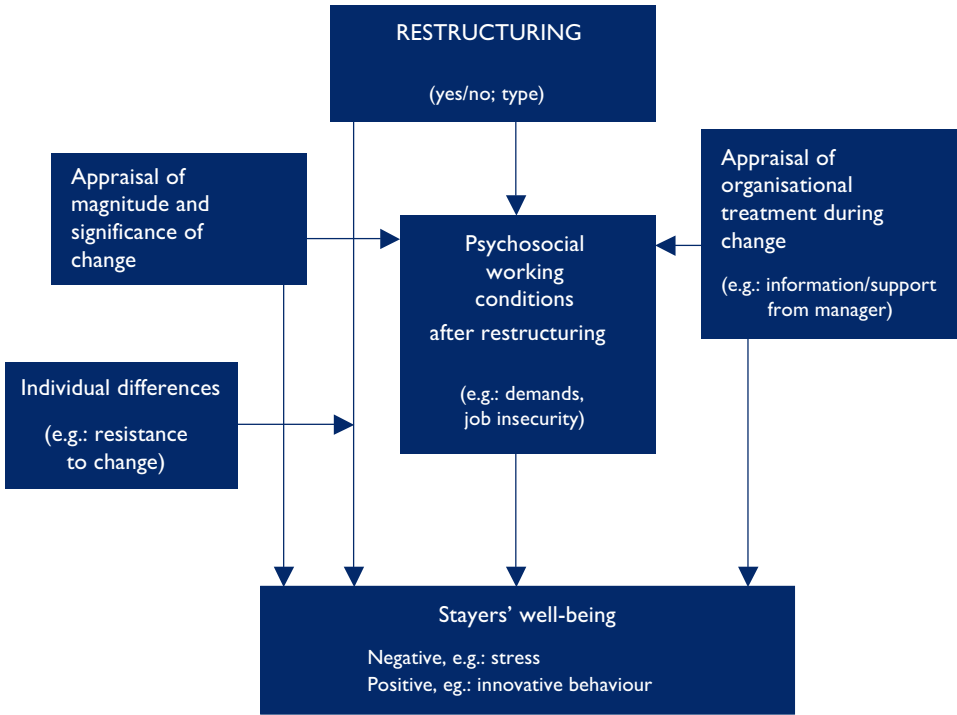 RESTRUCTURING
(yes/no; type)
Appraisal of
magnitude and
significance of
change
Appraisal of
organisational
treatment during
change
(e.g.: information/support
from manager)
Psychosocial
working
conditions
after restructuring
(e.g.: demands,
job insecurity)
Individual differences
(e.g.: resistance
to change)
Stayers’ well-being
Negative, e.g.: stress
Positive, eg.: innovative behaviour